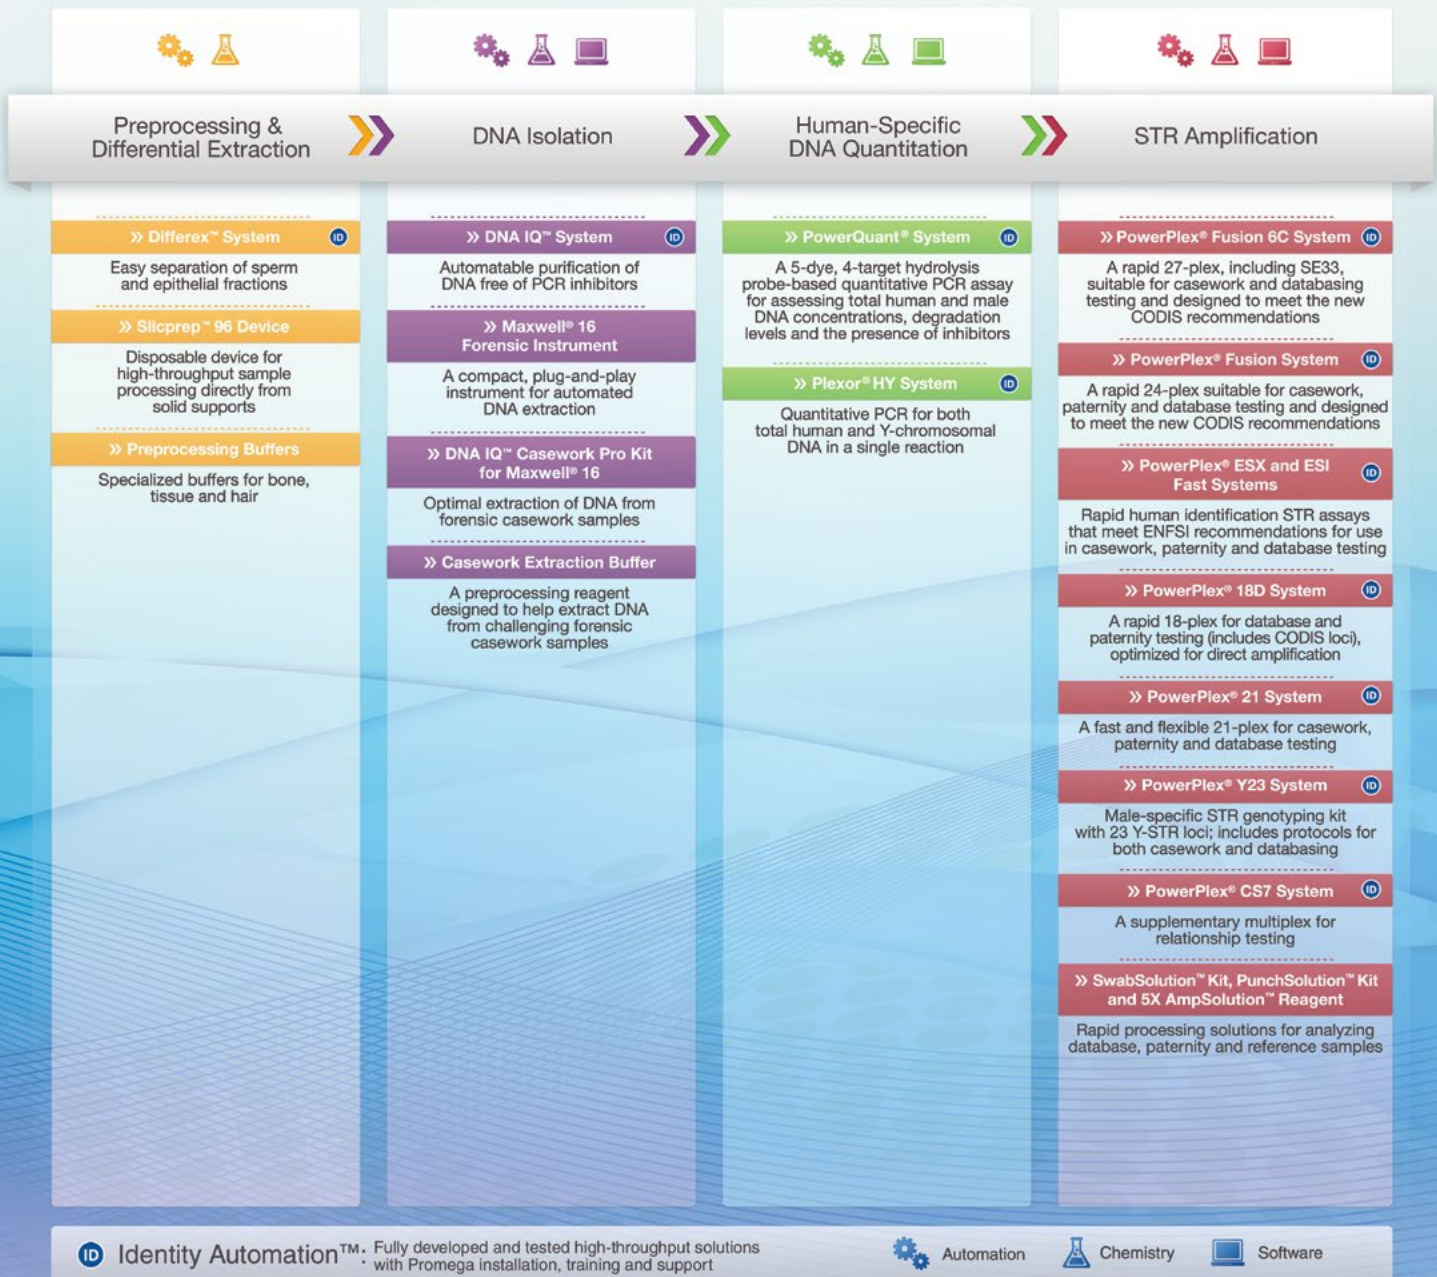 Preprocessing &
Differential Extraction
DNA Isolation
Human-Specific
DNA Quantitation
STR Amplification
» Differex™ System ID
Easy separation of sperm
and epithelial fractions
» Slicprep™ 96 Device
Disposable device for
high-throughput sample
processing directly from
solid supports
» Preprocessing Buffers
Specialized buffers for bone,
tissue and hair
» DNA IQ™ System ID
Automatable purification of
DNA free of PCR inhibitors
» Maxwell® 16
Forensic Instrument
A compact, plug-and-play
instrument for automated
DNA extraction
» DNA IQ™ Casework Pro Kit
for Maxwell® 16
Optimal extraction of DNA from
forensic casework samples
» Casework Extraction Buffer
A preprocessing reagent
designed to help extract DNA
from challenging forensic
casework samples
» PowerQuant® System ID
A 5-dye, 4-target hydrolysis
probe-based quantitative PCR assay
for assessing total human and male
DNA concentrations, degradation
levels and the presence of inhibitors
» Plexor® HY System ID
Quantitative PCR for both
total human and Y-chromosomal
DNA in a single reaction
» PowerPlex® Fusion 6C System ID
A rapid 27-plex, including SE33,
suitable for casework and databasing
testing and designed to meet the new
CODIS recommendations
» PowerPlex® Fusion System ID
A rapid 24-plex suitable for casework,
paternity and database testing and designed
to meet the new CODIS recommendations
» PowerPlex® ESX and ESI
Fast Systems ID
Rapid human identification STR assays
that meet ENFSI recommendations for use
in casework, paternity and database testing
» PowerPlex® 18D System ID
A rapid 18-plex for database and
paternity testing (includes CODIS loci),
optimized for direct amplification
» PowerPlex® 21 System ID
A fast and flexible 21-plex for casework,
paternity and database testing
» PowerPlex® Y23 System ID
Male-specific STR genotyping kit
with 23 Y-STR loci; includes protocols for
both casework and databasing
» PowerPlex® CS7 System ID
A supplementary multiplex for
relationship testing
» SwabSolution™ Kit, PunchSolution™ Kit
and 5X AmpSolution™ Reagent
Rapid processing solutions for analyzing
database, paternity and reference samples
ID Identity Automation™: Fully developed and tested high-throughput solutions
with Promega installation, training and support
Automation
Chemistry
Software